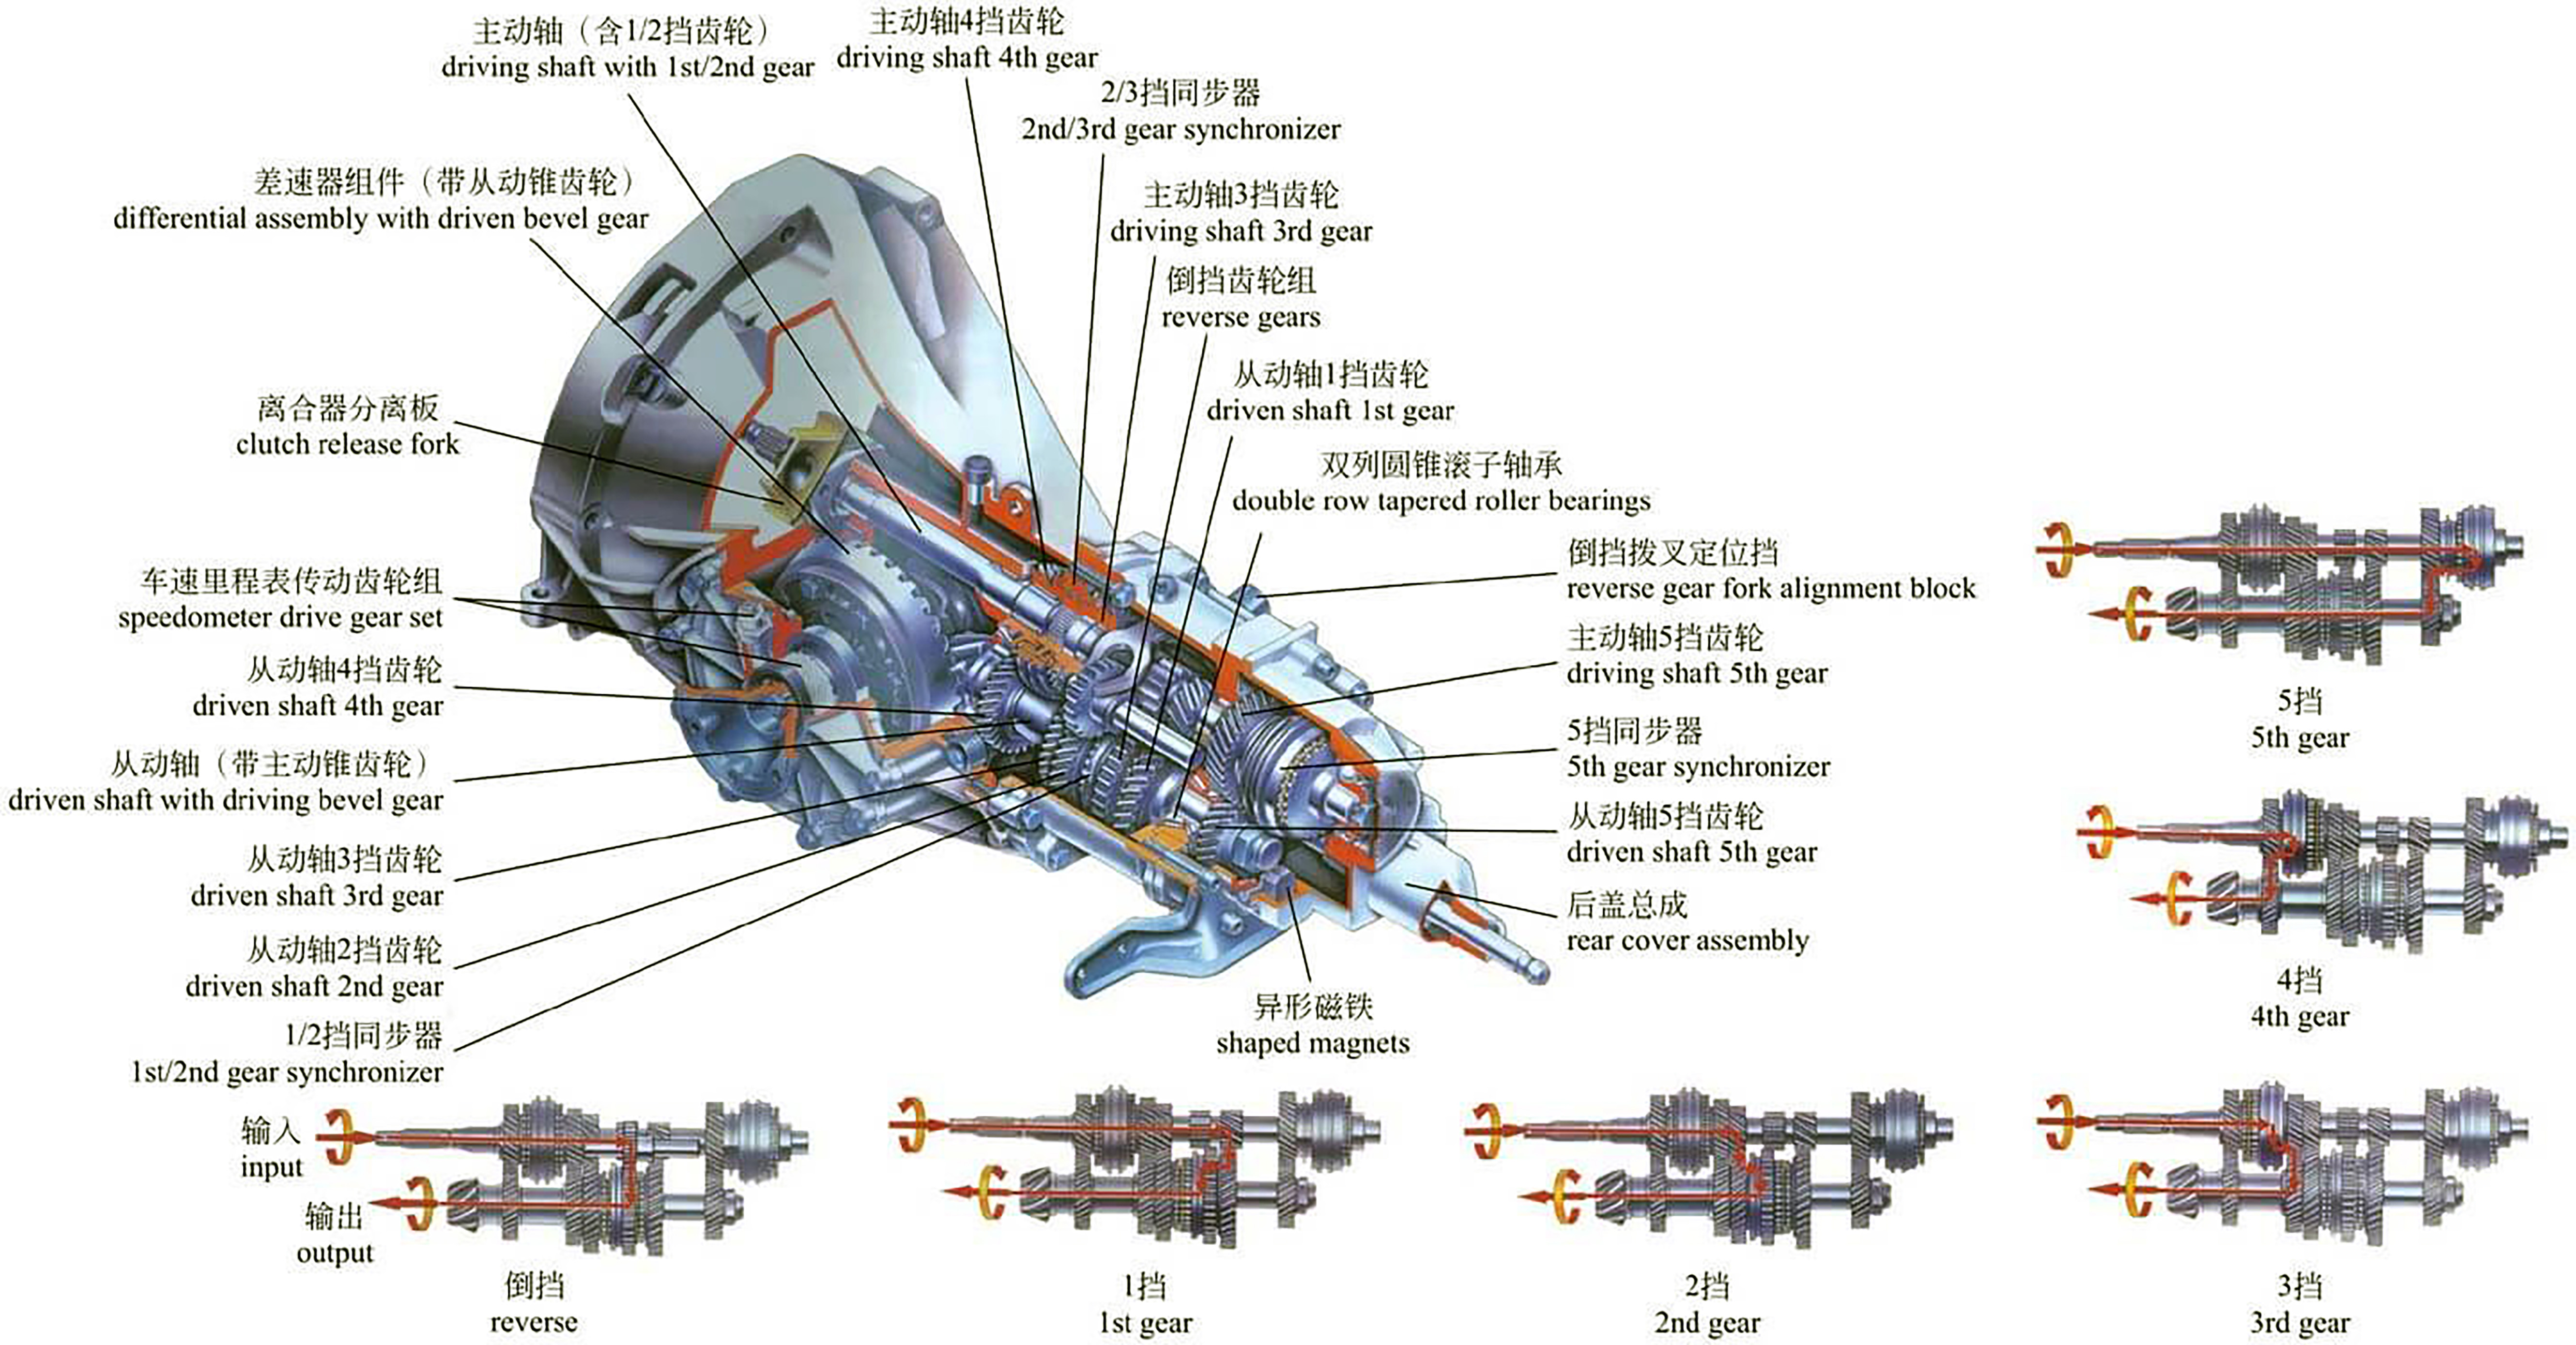 主动轴（含1/2挡齿轮）
driving shaft with 1st/2nd gear
主动轴4挡齿轮
driving shaft 4th gear
2/3挡同步器
2nd/3rd gear synchronizer
差速器组件（带从动锥齿轮）
differential assembly with driven bevel gear
主动轴3挡齿轮
driving shaft 3rd gear
倒挡齿轮组
reverse gears
从动轴1挡齿轮
driven shaft 1st gear
离合器分离板
clutch release fork
双列圆锥滚子轴承
double row tapered roller bearings
倒挡拨叉定位挡
reverse gear fork alignment block
车速里程表传动齿轮组
speedometer drive gear set
主动轴5挡齿轮
driving shaft 5th gear
从动轴4挡齿轮
driven shaft 4th gear
5挡同步器
5th gear synchronizer
从动轴（带主动锥齿轮）
driven shaft with driving bevel gear
从动轴5挡齿轮
driven shaft 5th gear
从动轴3挡齿轮
driven shaft 3rd gear
后盖总成
rear cover assembly
从动轴2挡齿轮
driven shaft 2nd gear
异形磁铁
shaped magnets
1/2挡同步器
1st/2nd gear synchronizer
5挡
5th gear
4挡
4th gear
输入
input
输出
output
倒挡
reverse
1挡
1st gear
2挡
2nd gear
3挡
3rd gear